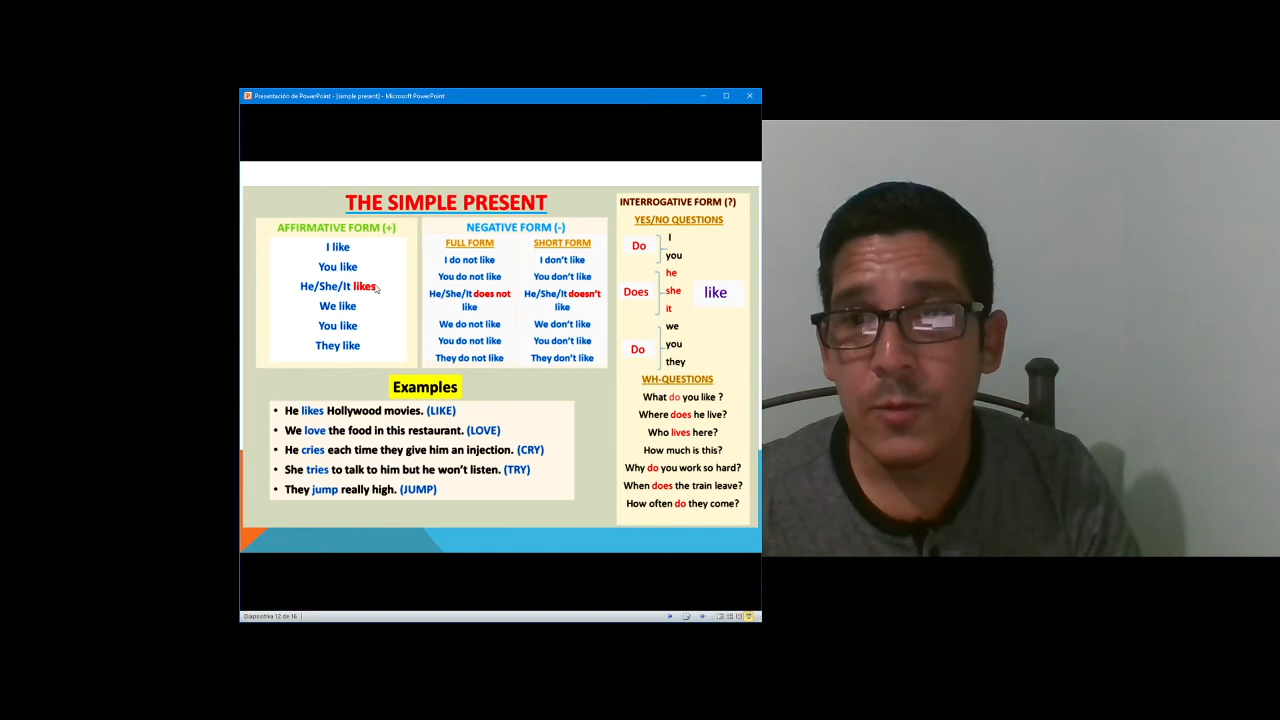 Presentación de PowerPoint - [simple present] - Microsoft PowerPoint
THE SIMPLE PRESENT
AFFIRMATIVE FORM (+)
I like
You like
He/She/It likes
We like
You like
They like
NEGATIVE FORM (-)
FULL FORM
I do not like
You do not like
He/She/It does not
like
We do not like
You do not like
They do not like
SHORT FORM
I don't like
You don't like
He/She/It doesn't
like
We don't like
You don't like
They don't like
Examples
• He likes Hollywood movies. (LIKE)
• We love the food in this restaurant. (LOVE)
• He cries each time they give him an injection. (CRY)
• She tries to talk to him but he won't listen. (TRY)
• They jump really high. (JUMP)
INTERROGATIVE FORM (?)
YES/NO QUESTIONS
Do
I
you
Does
he
she
it
like
Do
we
you
they
WH-QUESTIONS
What do you like ?
Where does he live?
Who lives here?
How much is this?
Why do you work so hard?
When does the train leave?
How often do they come?
Diapositiva 12 de 16